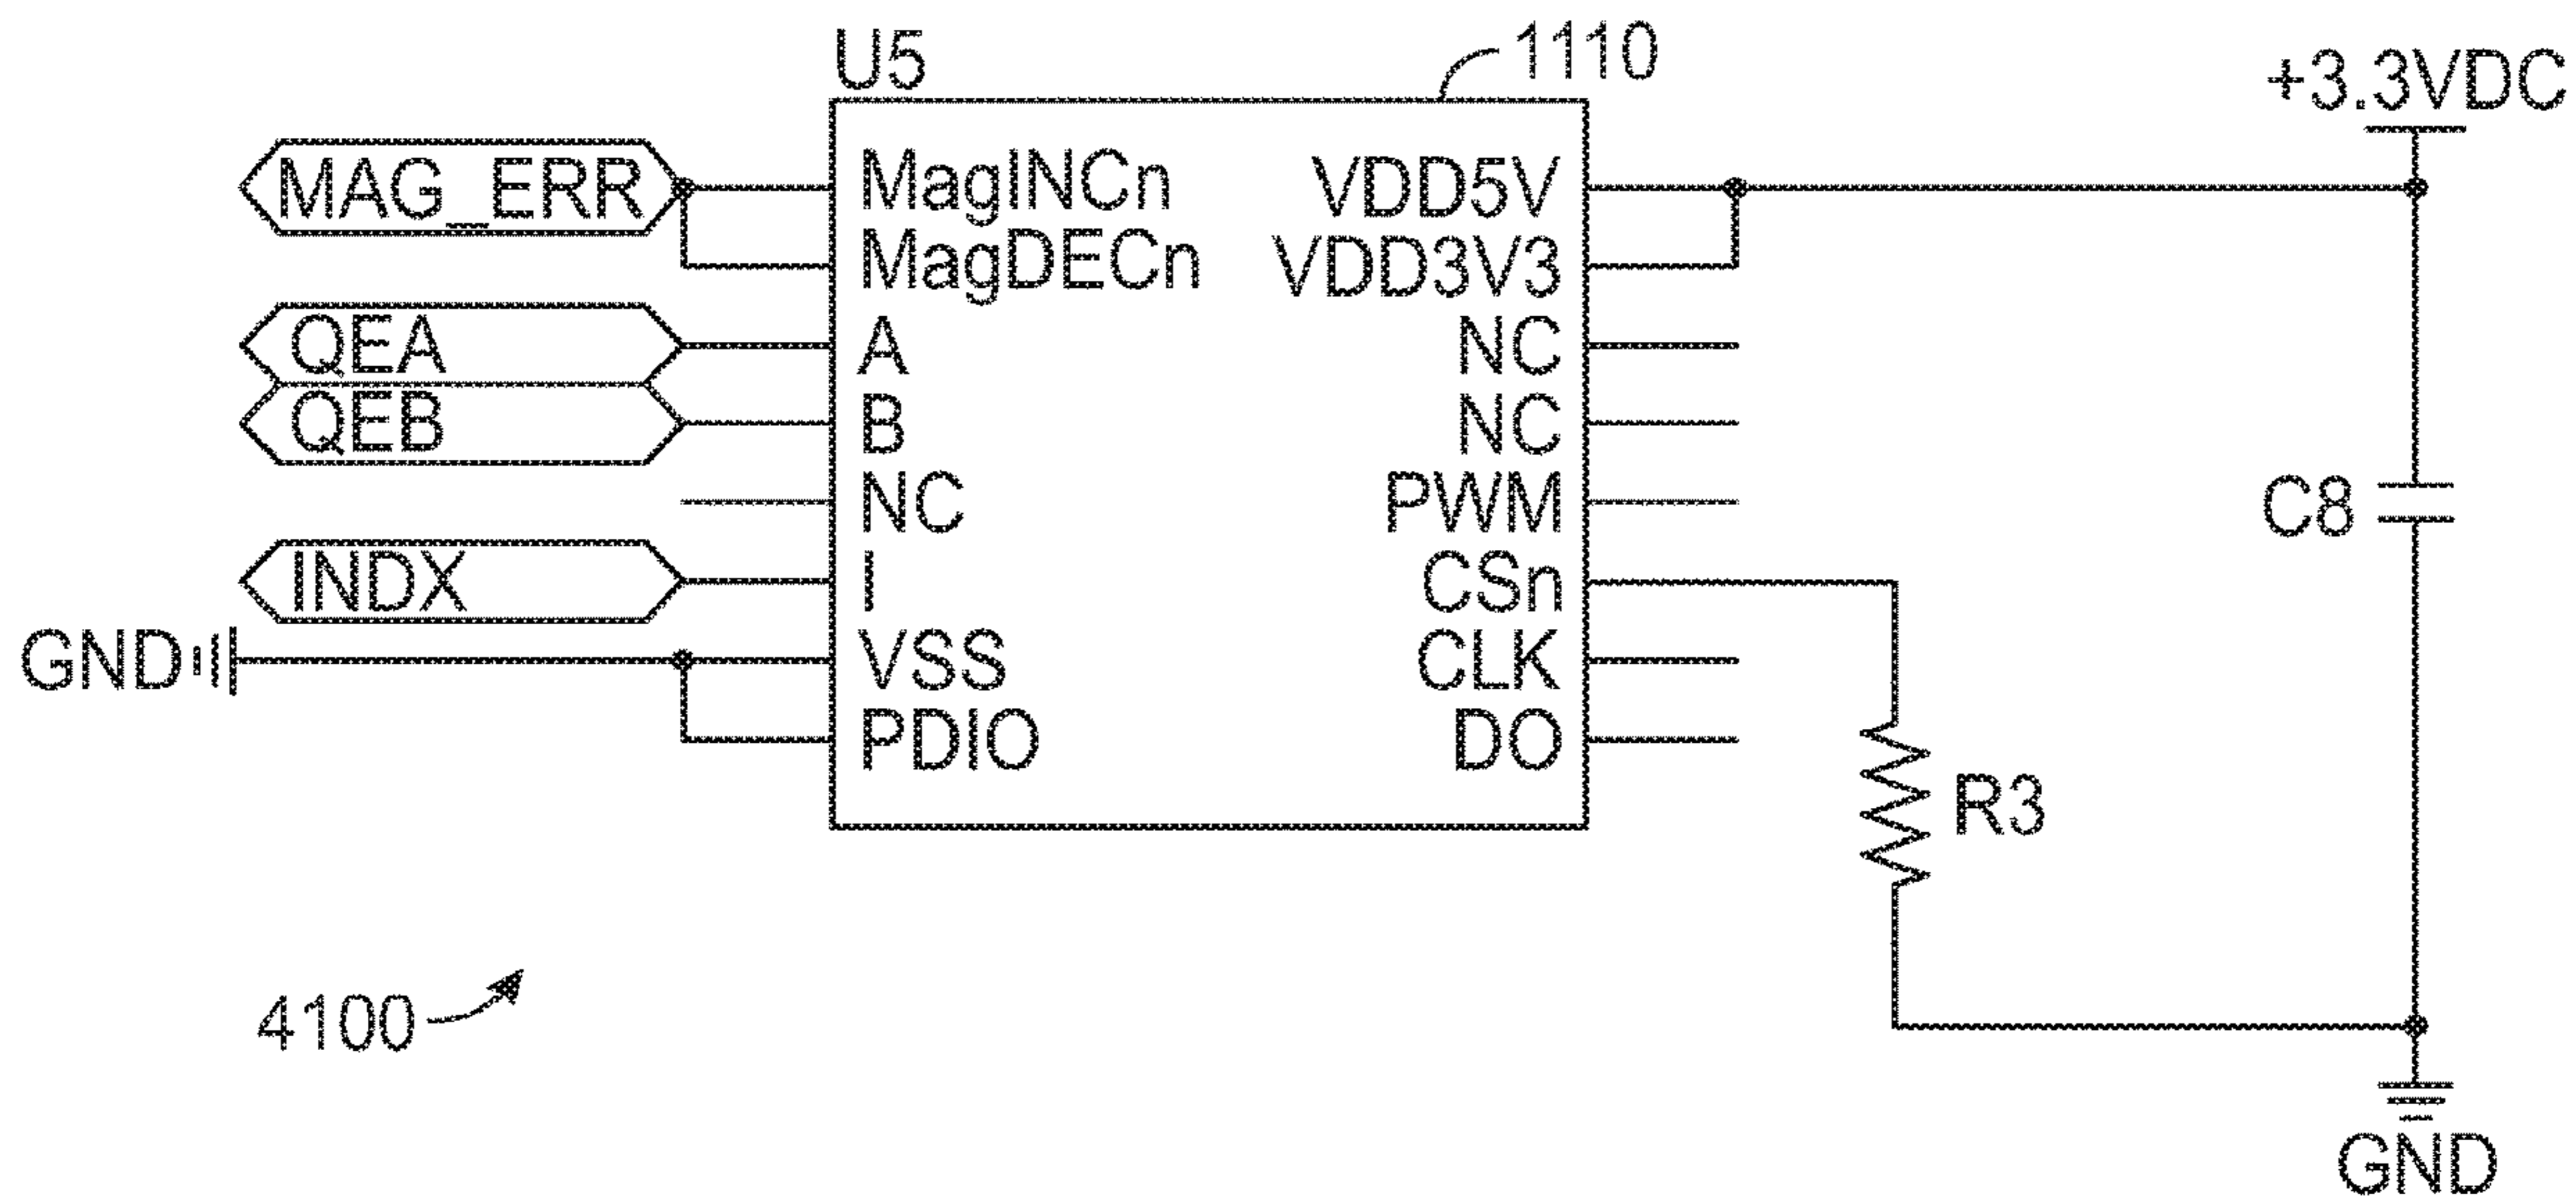 U5
1110
+3.3VDC
MAG_ERR
MagINCn
VDD5V
MagDECn
VDD3V3
QEA
A
NC
QEB
B
NC
NC
PWM
INDX
I
CSn
GND
VSS
CLK
PDIO
DO
C8
R3
4100
GND